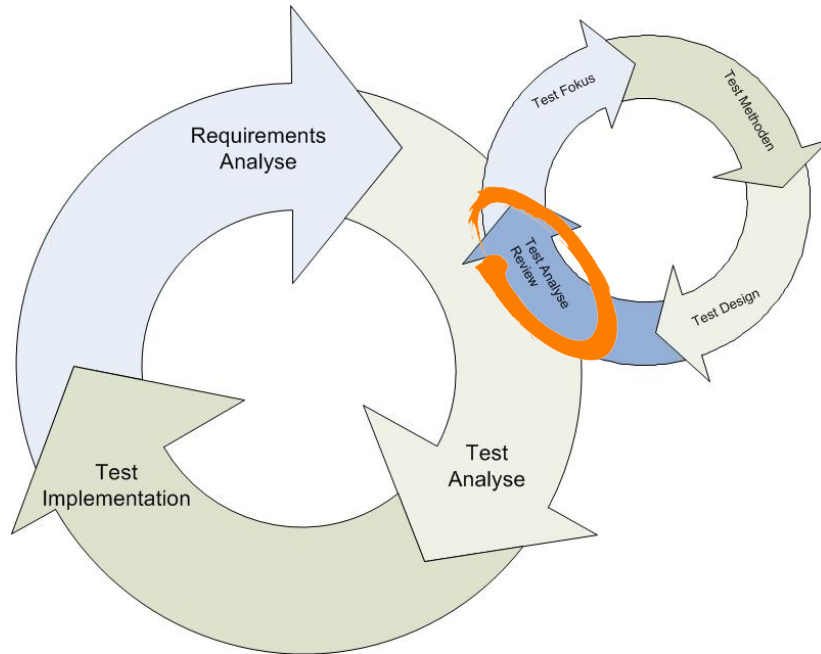 Requirements
Analyse
Test
Analyse
Test
Implementation
Test Fokus
Test Methoden
Test Design
Test Analyse
Review